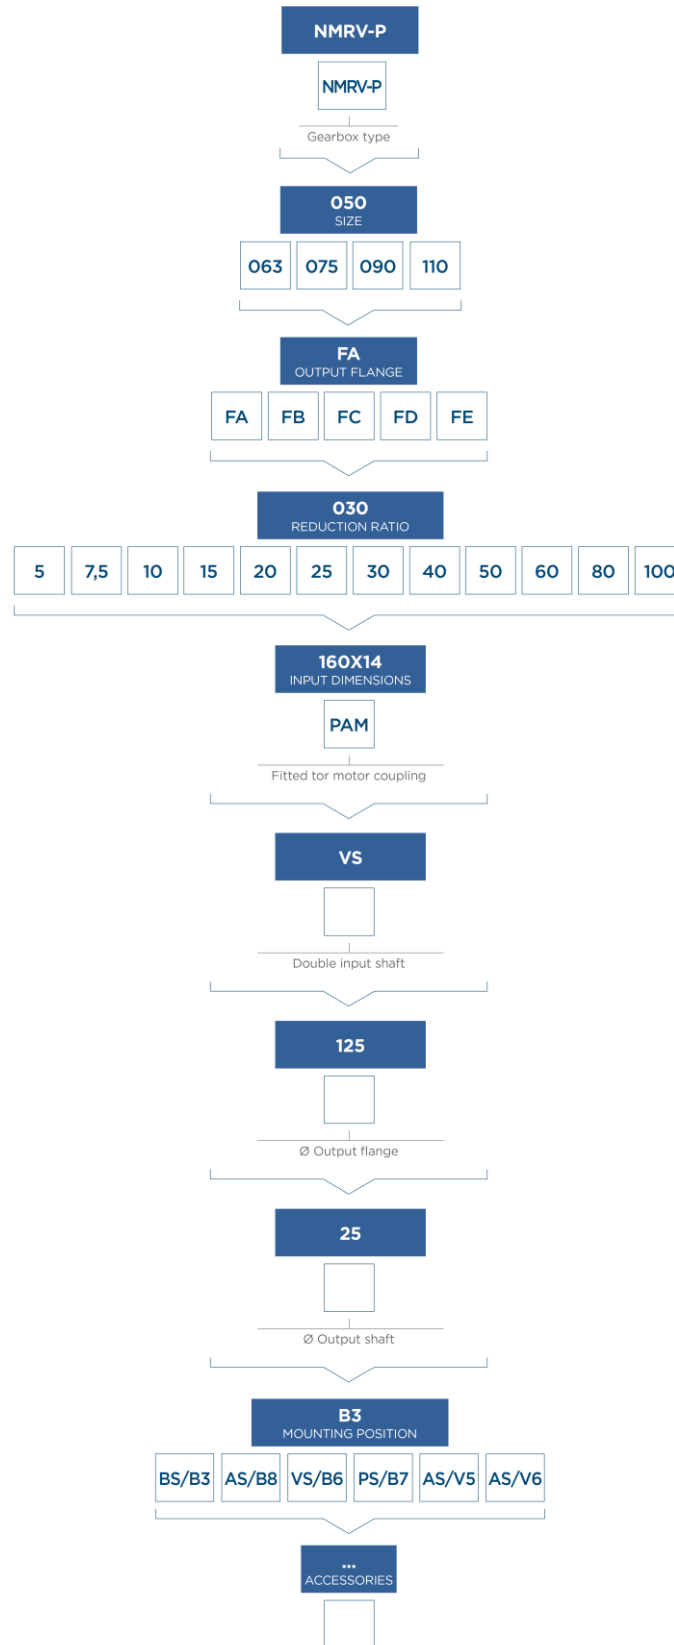 NMRV-P
NMRV-P
Gearbox type
050
SIZE
063 075 090 110
FA
OUTPUT FLANGE
FA FB FC FD FE
030
REDUCTION RATIO
5 7,5 10 15 20 25 30 40 50 60 80 100
160X14
INPUT DIMENSIONS
PAM
Fitted tor motor coupling
VS
Double input shaft
125
Ø Output flange
25
Ø Output shaft
B3
MOUNTING POSITION
BS/B3 AS/B8 VS/B6 PS/B7 AS/V5 AS/V6
...
ACCESSORIES